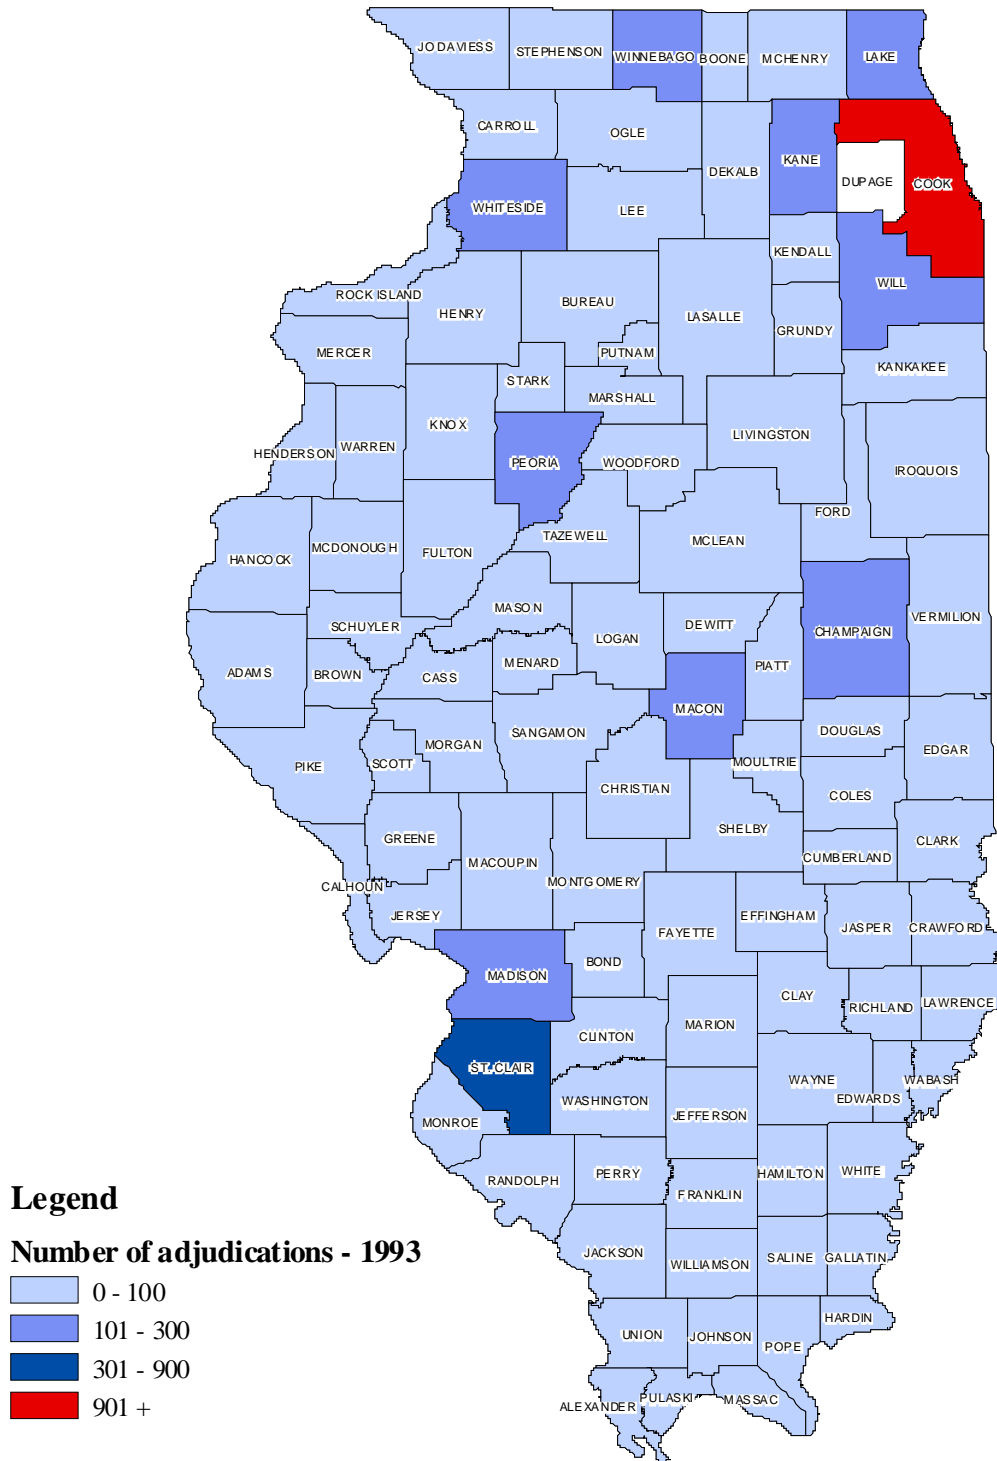 JO DAVIESS
STEPHENSON
WINNEBAGO
BOONE
MCHENRY
LAKE
CARROLL
OGLE
DEKALB
KANE
DUPAGE
COOK
WHITESIDE
LEE
KENDALL
WILL
ROCK ISLAND
HENRY
BUREAU
LASALLE
GRUNDY
MERCER
PUTNAM
KANKAKEE
STARK
MARSHALL
KNOX
LIVINGSTON
HENDERSON
WARREN
PEORIA
WOODFORD
IROQUOIS
FORD
HANCOCK
MCDONOUGH
FULTON
TAZEWELL
MCLEAN
MASON
SCHUYLER
LOGAN
DEWITT
CHAMPAIGN
VERMILION
ADAMS
BROWN
CASS
MENARD
PIATT
MACON
SANGAMON
DOUGLAS
EDGAR
PIKE
SCOTT
MORGAN
MOULTRIE
CHRISTIAN
COLES
SHELBY
GREENE
MACOUPIN
CLARK
CUMBERLAND
CALHOUN
MONTGOMERY
JERSEY
EFFINGHAM
FAYETTE
JASPER
CRAWFORD
MADISON
BOND
CLAY
RICHLAND
LAWRENCE
MARION
CLINTON
ST. CLAIR
WAYNE
WABASH
EDWARDS
WASHINGTON
JEFFERSON
MONROE
RANDOLPH
PERRY
HAMILTON
WHITE
FRANKLIN
JACKSON
WILLIAMSON
SALINE
GALLATIN
HARDIN
UNION
JOHNSON
POPE
ALEXANDER
PULASKI
MASSAC
Legend
Number of adjudications - 1993
0 - 100
101 - 300
301 - 900
901 +